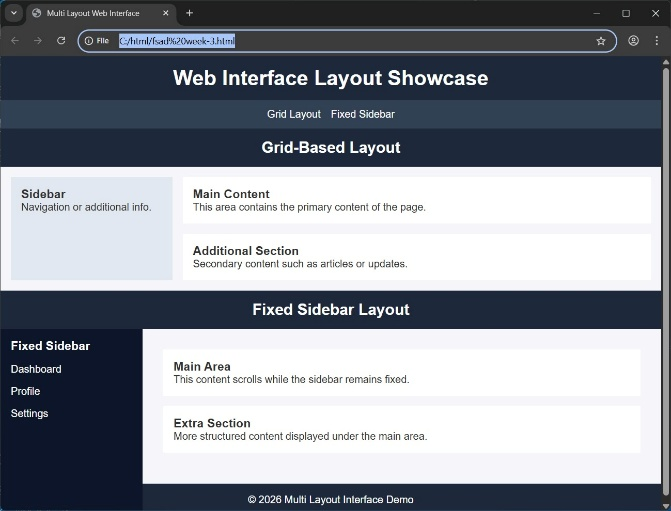 Multi Layout Web Interface
File
C:/html/fsad%20week-3.html
Web Interface Layout Showcase
Grid Layout Fixed Sidebar
Grid-Based Layout
Sidebar
Navigation or additional info.
Main Content
This area contains the primary content of the page.
Additional Section
Secondary content such as articles or updates.
Fixed Sidebar Layout
Fixed Sidebar
Dashboard
Profile
Settings
Main Area
This content scrolls while the sidebar remains fixed.
Extra Section
More structured content displayed under the main area.
© 2026 Multi Layout Interface Demo